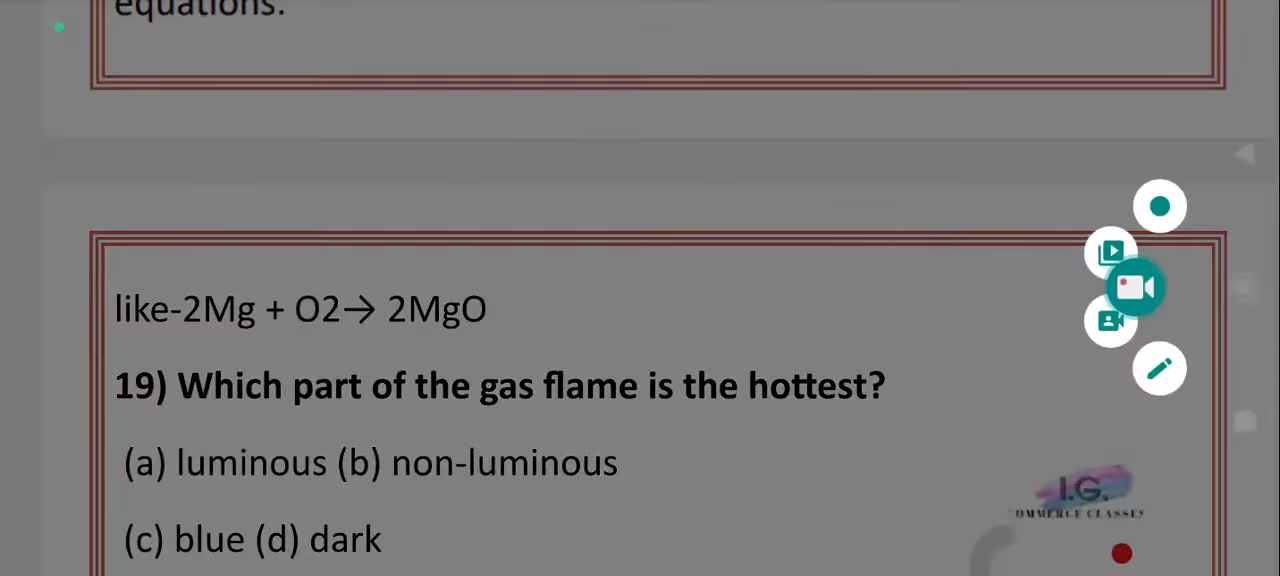 equations.
like-2Mg + O2→ 2MgO
19) Which part of the gas flame is the hottest?
(a) luminous (b) non-luminous
I.G.
OMMERCE CLASSES
(c) blue (d) dark